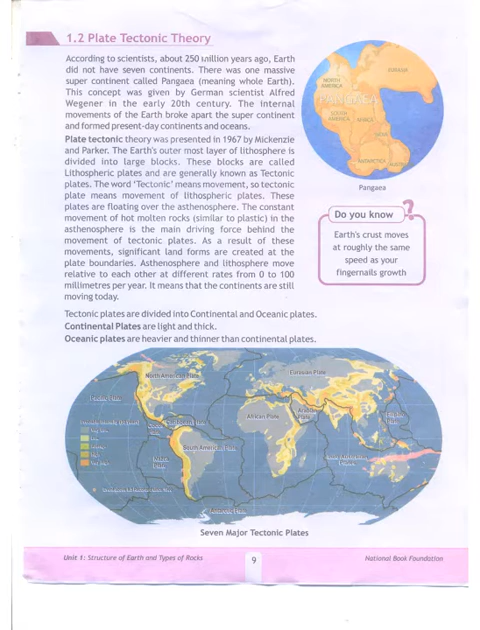 1.2 Plate Tectonic Theory
According to scientists, about 250 million years ago, Earth
did not have seven continents. There was one massive
super continent called Pangaea (meaning whole Earth).
This concept was given by German scientist Alfred
Wegener in the early 20th century. The internal
movements of the Earth broke apart the super continent
and formed present-day continents and oceans.
Plate tectonic theory was presented in 1967 by Mickenzie
and Parker. The Earth's outer most layer of lithosphere is
divided into large blocks. These blocks are called
Lithospheric plates and are generally known as Tectonic
plates. The word 'Tectonic' means movement, so tectonic
plate means movement of lithospheric plates. These
plates are floating over the asthenosphere. The constant
movement of hot molten rocks (similar to plastic) in the
asthenosphere is the main driving force behind the
movement of tectonic plates. As a result of these
movements, significant land forms are created at the
plate boundaries. Asthenosphere and lithosphere move
relative to each other at different rates from 0 to 100
millimetres per year. It means that the continents are still
moving today.
EURASIA
NORTH
AMERICA
PANGAEA
SOUTH
AMERICA
AFRICA
INDIA
ANTARCTICA
Pangaea
Do you know ?
Earth's crust moves
at roughly the same
speed as your
fingernails growth
Tectonic plates are divided into Continental and Oceanic plates.
Continental Plates are light and thick.
Oceanic plates are heavier and thinner than continental plates.
North American Plate
Eurasian Plate
Pacific Plate
African Plate
Arabian
Plate
Cocos
Plate
Caribbean Plate
South American Plate
Nazca
Plate
Antarctic Plate
Seven Major Tectonic Plates
Unit 1: Structure of Earth and Types of Rocks
9
National Book Foundation